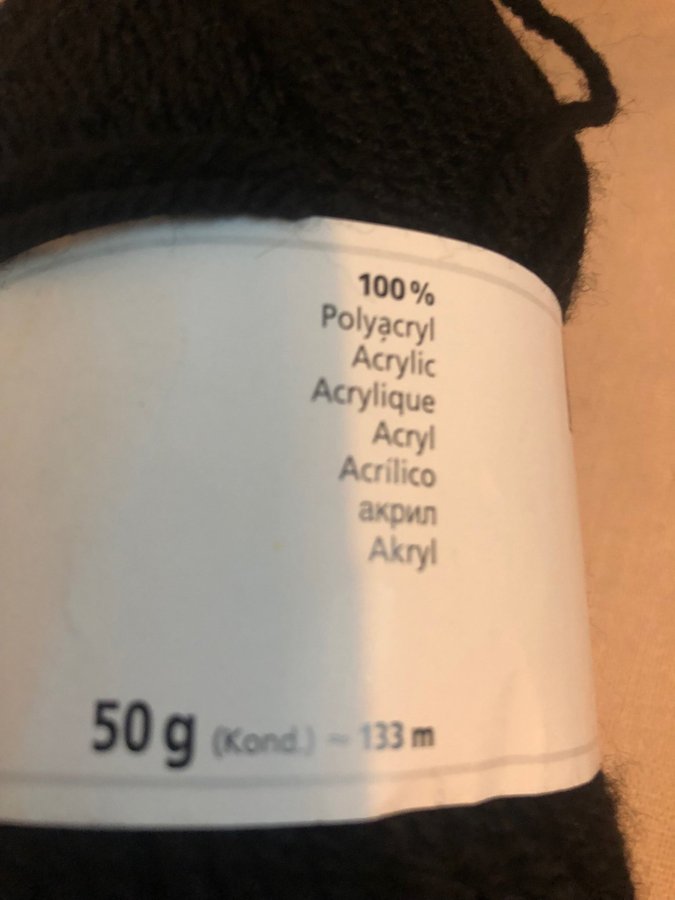 100%
Polyacryl
Acrylic
Acrylique
Acryl
Acrílico
акрил
Akryl
50 g (Kond.) ~ 133 m